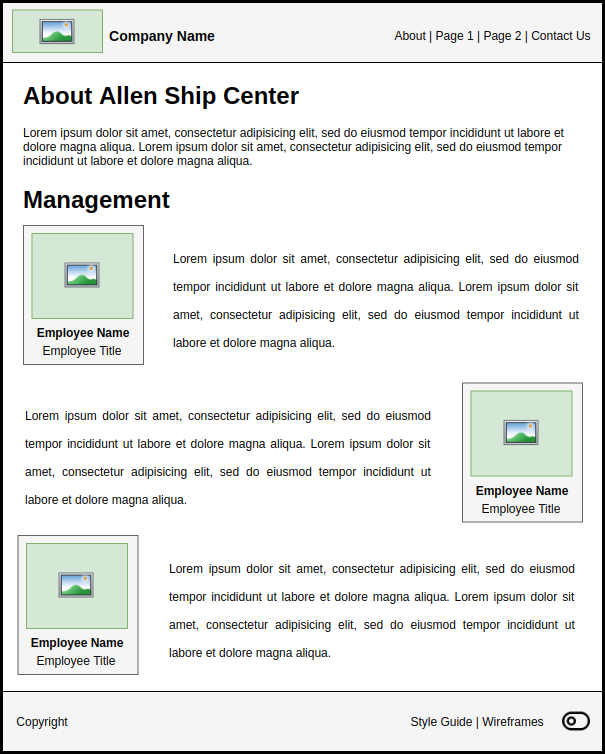 Company Name
About | Page 1 | Page 2 | Contact Us
About Allen Ship Center
Lorem ipsum dolor sit amet, consectetur adipisicing elit, sed do eiusmod tempor incididunt ut labore et
dolore magna aliqua. Lorem ipsum dolor sit amet, consectetur adipisicing elit, sed do eiusmod tempor
incididunt ut labore et dolore magna aliqua.
Management
Employee Name
Employee Title
Lorem ipsum dolor sit amet, consectetur adipisicing elit, sed do eiusmod
tempor incididunt ut labore et dolore magna aliqua. Lorem ipsum dolor sit
amet, consectetur adipisicing elit, sed do eiusmod tempor incididunt ut
labore et dolore magna aliqua.
Lorem ipsum dolor sit amet, consectetur adipisicing elit, sed do eiusmod
tempor incididunt ut labore et dolore magna aliqua. Lorem ipsum dolor sit
amet, consectetur adipisicing elit, sed do eiusmod tempor incididunt ut
labore et dolore magna aliqua.
Employee Name
Employee Title
Employee Name
Employee Title
Lorem ipsum dolor sit amet, consectetur adipisicing elit, sed do eiusmod
tempor incididunt ut labore et dolore magna aliqua. Lorem ipsum dolor sit
amet, consectetur adipisicing elit, sed do eiusmod tempor incididunt ut
labore et dolore magna aliqua.
Copyright
Style Guide | Wireframes